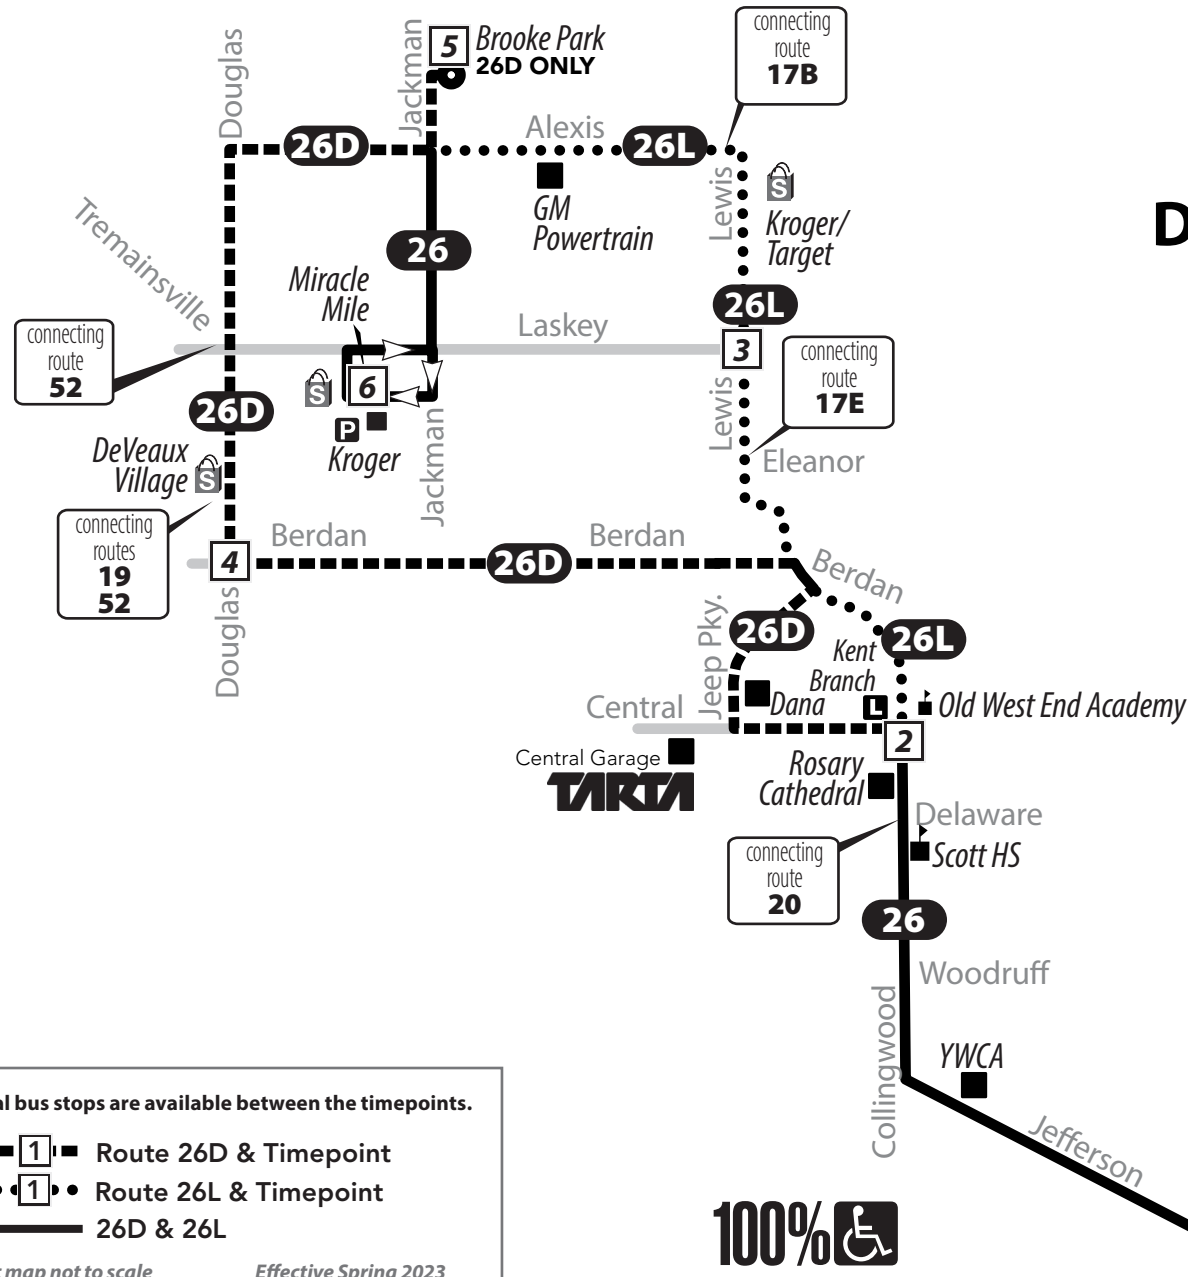 Douglas
Jackman
5
Brooke Park
26D ONLY
connecting
route
17B
26D
Alexis
26L
Lewis
S
Kroger/
Target
GM
Powertrain
D
Tremainsville
26
Miracle
Mile
Laskey
26L
3
connecting
route
52
S
6
connecting
route
17E
26D
P
Kroger
Jackman
Lewis
Eleanor
DeVeaux
Village
S
connecting
routes
19
52
Berdan
Berdan
4
26D
Berdan
Douglas
Jeep Pky.
26D
26L
Kent
Branch
L
Dana
Old West End Academy
Central
2
Central Garage
TARTA
Rosary
Cathedral
Delaware
Scott HS
connecting
route
20
26
Woodruff
Collingwood
YWCA
Jefferson
al bus stops are available between the timepoints.
1 Route 26D & Timepoint
1 Route 26L & Timepoint
26D & 26L
map not to scale
Effective Spring 2023
100%